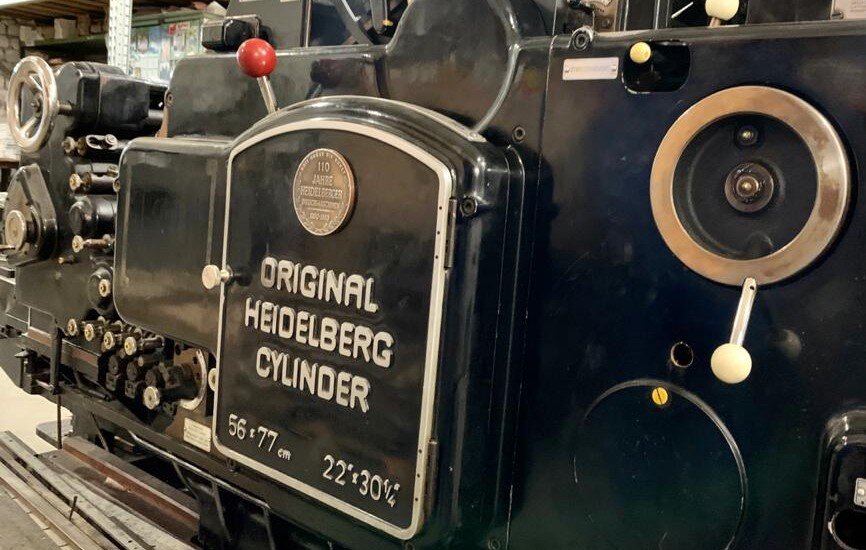 110
JAHRE
HEIDELBERGER
ORIGINAL
HEIDELBERG
CYLINDER
56 x 77 cm
22" x 30¼"